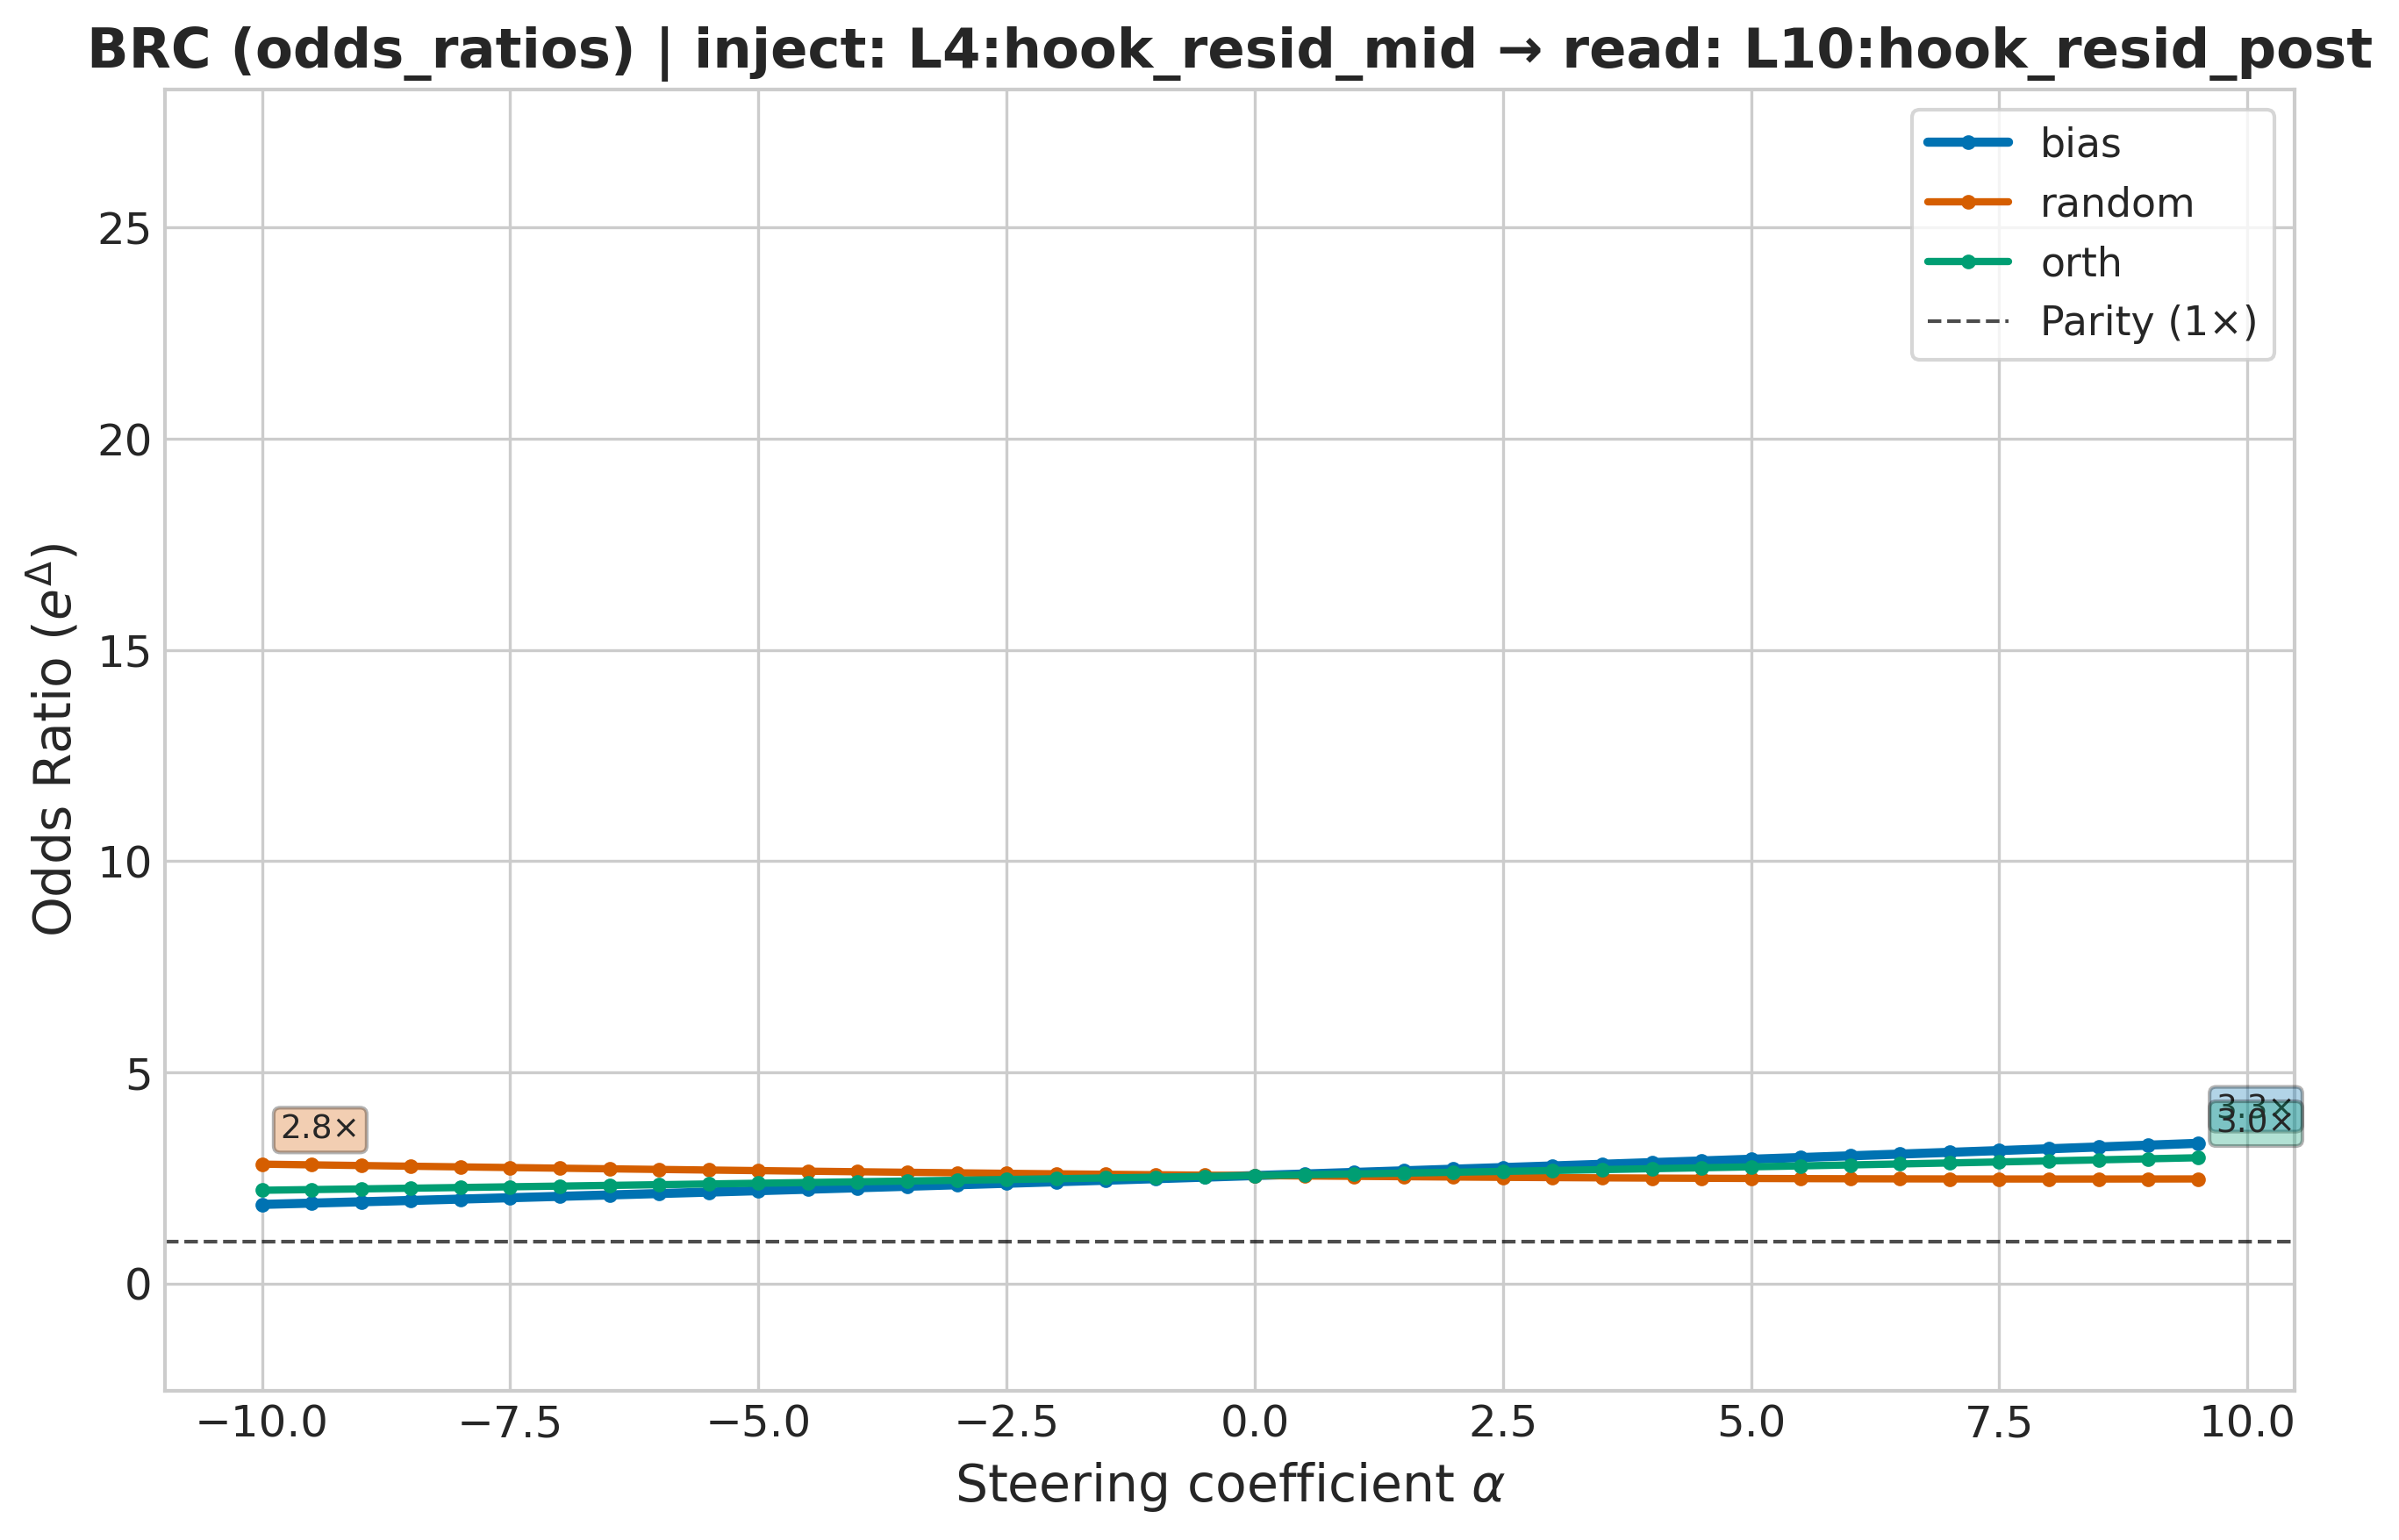 BRC (odds_ratios) | inject: L4:hook_resid_mid → read: L10:hook_resid_post
bias
random
orth
Parity (1×)
Odds Ratio (e^Δ)
25
20
15
10
5
0
2.8×
3.3×
3.0×
−10.0
−7.5
−5.0
−2.5
0.0
2.5
5.0
7.5
10.0
Steering coefficient α